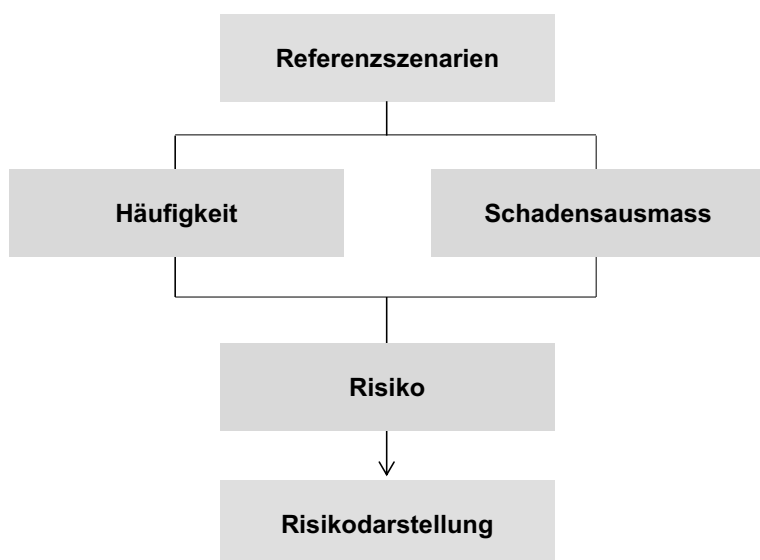 Referenzszenarien
Häufigkeit
Schadensausmass
Risiko
Risikodarstellung